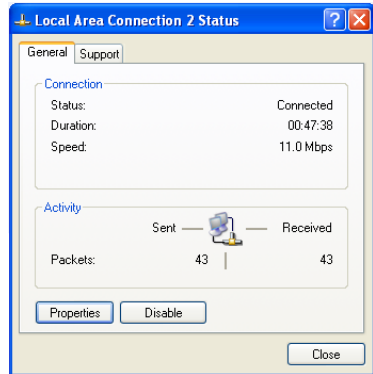 Local Area Connection 2 Status
General Support
Connection
Status: Connected
Duration: 00:47:38
Speed: 11.0 Mbps
Activity
Sent Received
Packets: 43 43
Properties Disable
Close